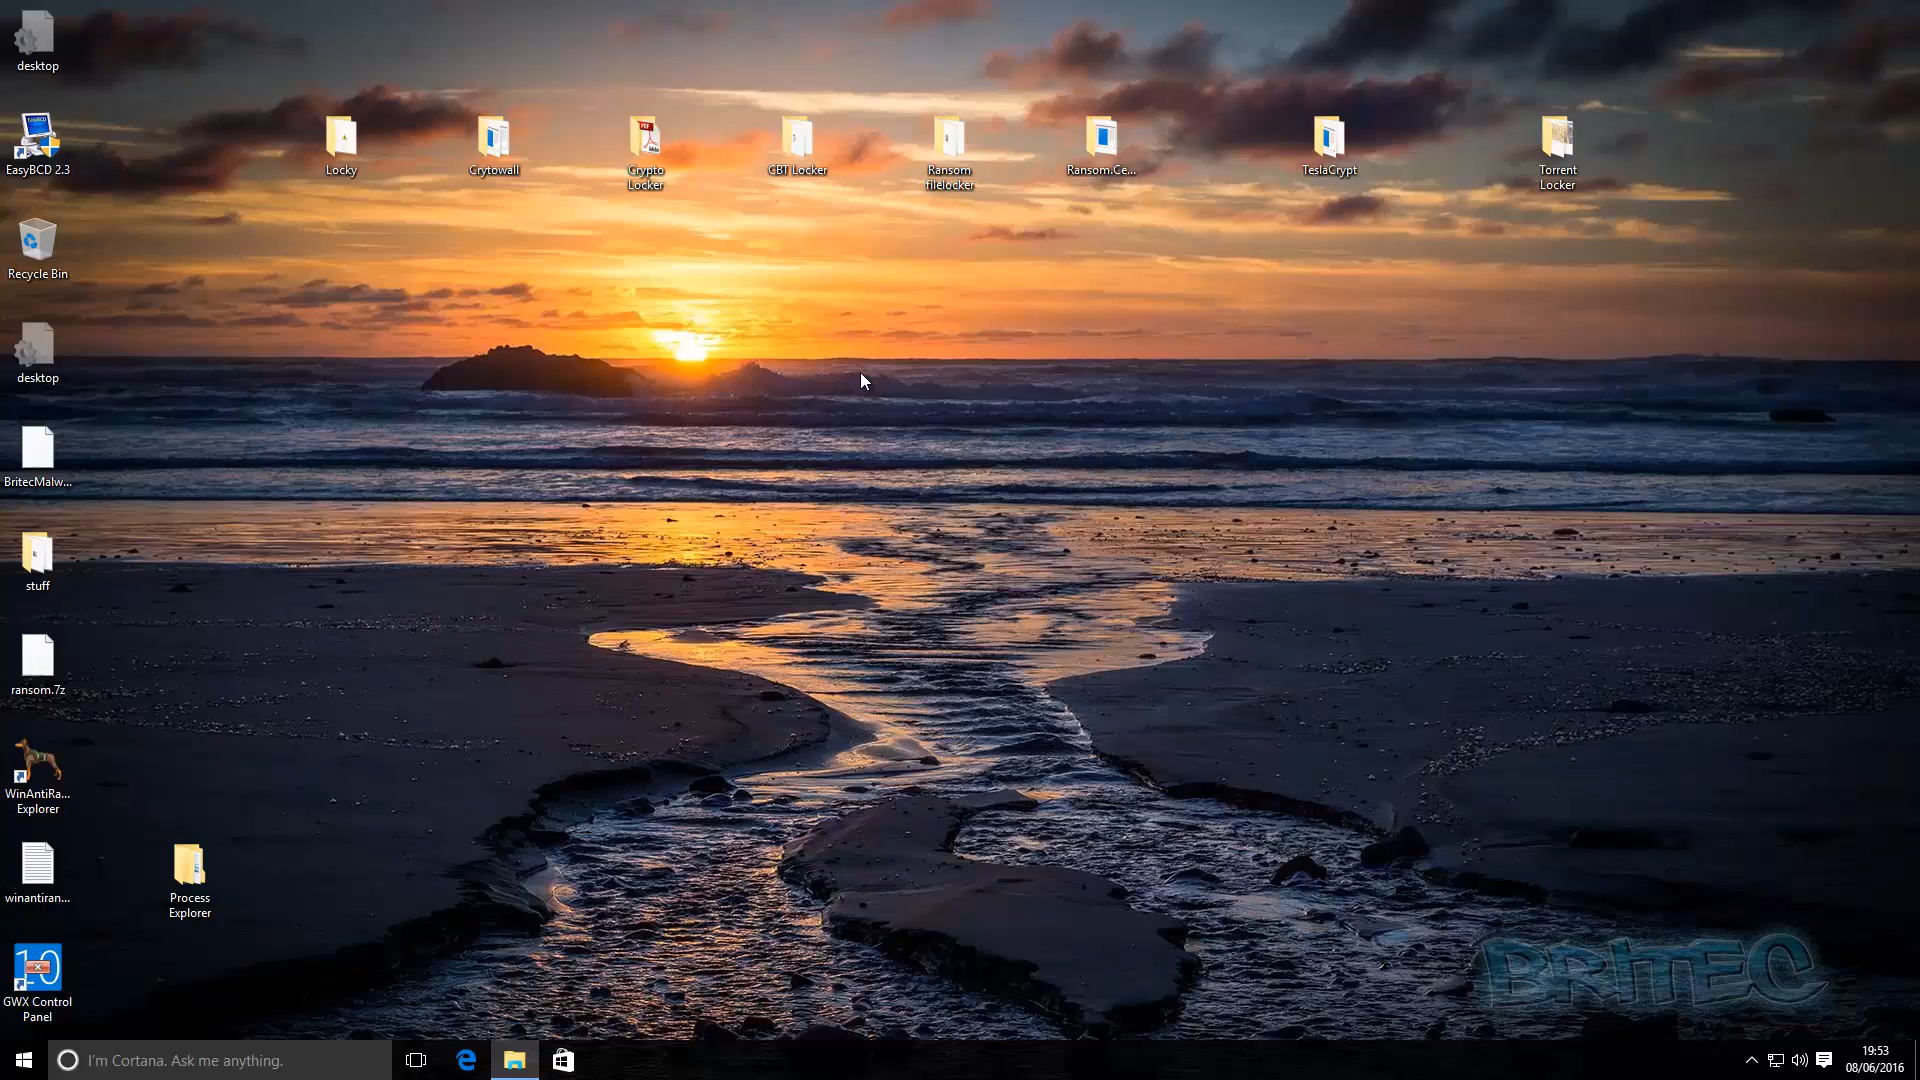 desktop
EasyBCD 2.3
Locky
Crytowall
Crypto
Locker
GBT Locker
Ransom
filelocker
Ransom.Ce...
TeslaCrypt
Torrent
Locker
Recycle Bin
desktop
BritecMalw...
stuff
ransom.7z
WinAntiRa...
Explorer
winantiran...
Process
Explorer
GWX Control
Panel
BRITEC
I'm Cortana. Ask me anything.
19:53
08/06/2016